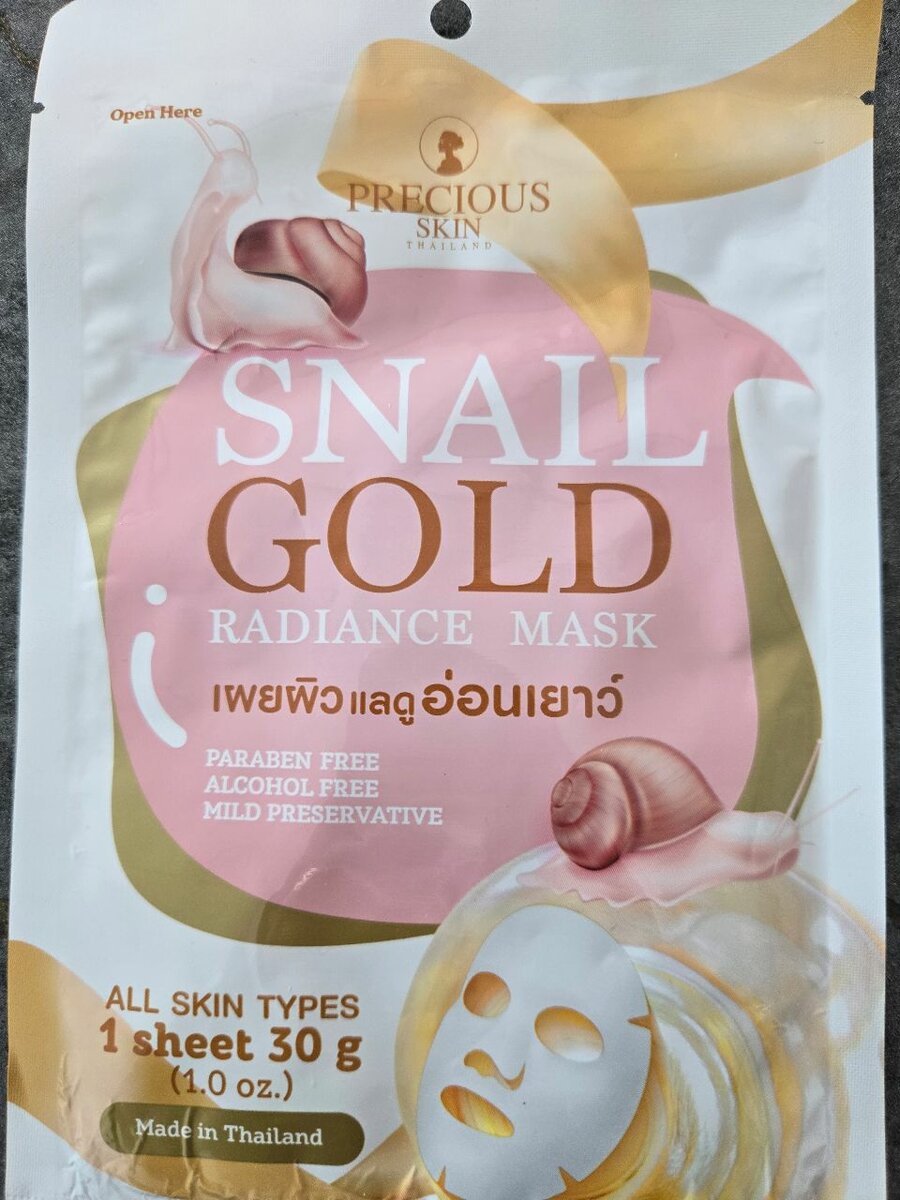 Open Here
PRECIOUS
SKIN
THAILAND
SNAIL
GOLD
RADIANCE MASK
เผยผิวแลดูอ่อนเยาว์
PARABEN FREE
ALCOHOL FREE
MILD PRESERVATIVE
ALL SKIN TYPES
1 sheet 30 g
(1.0 oz.)
Made in Thailand